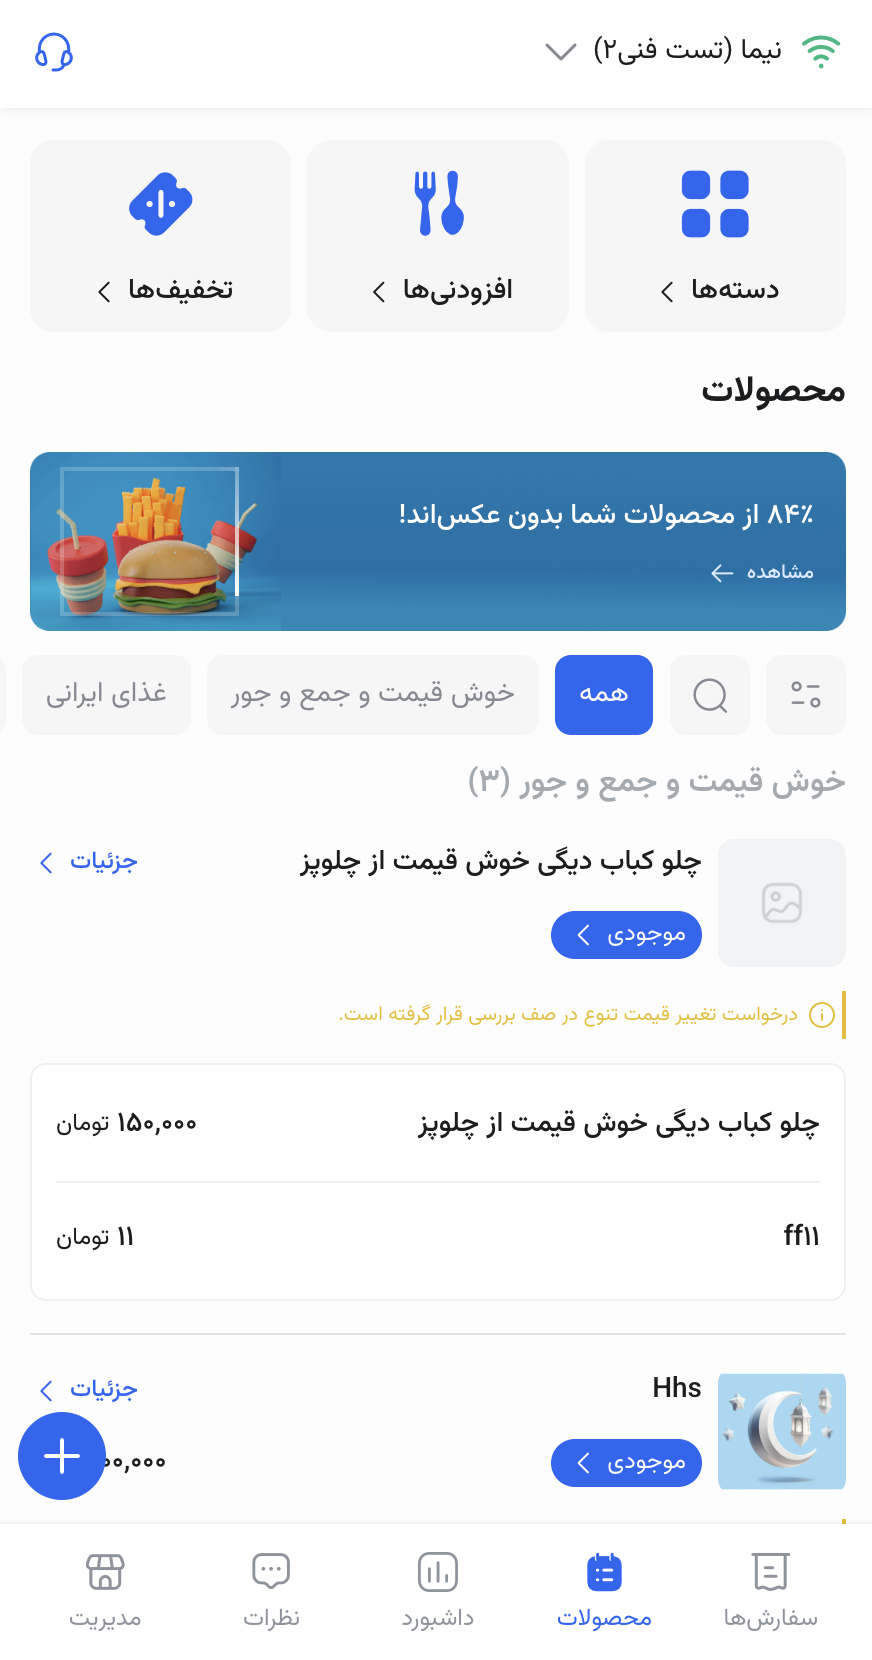 نیما (تست فنی۲)
دسته‌ها
افزودنی‌ها
تخفیف‌ها
محصولات
۸۴٪ از محصولات شما بدون عکس‌اند!
مشاهده
همه
خوش قیمت و جمع و جور
غذای ایرانی
خوش قیمت و جمع و جور (۳)
چلو کباب دیگی خوش قیمت از چلوپز
جزئیات
موجودی
درخواست تغییر قیمت تنوع در صف بررسی قرار گرفته است.
چلو کباب دیگی خوش قیمت از چلوپز
۱۵۰,۰۰۰ تومان
ff۱۱
۱۱ تومان
Hhs
جزئیات
موجودی
سفارش‌ها
محصولات
داشبورد
نظرات
مدیریت